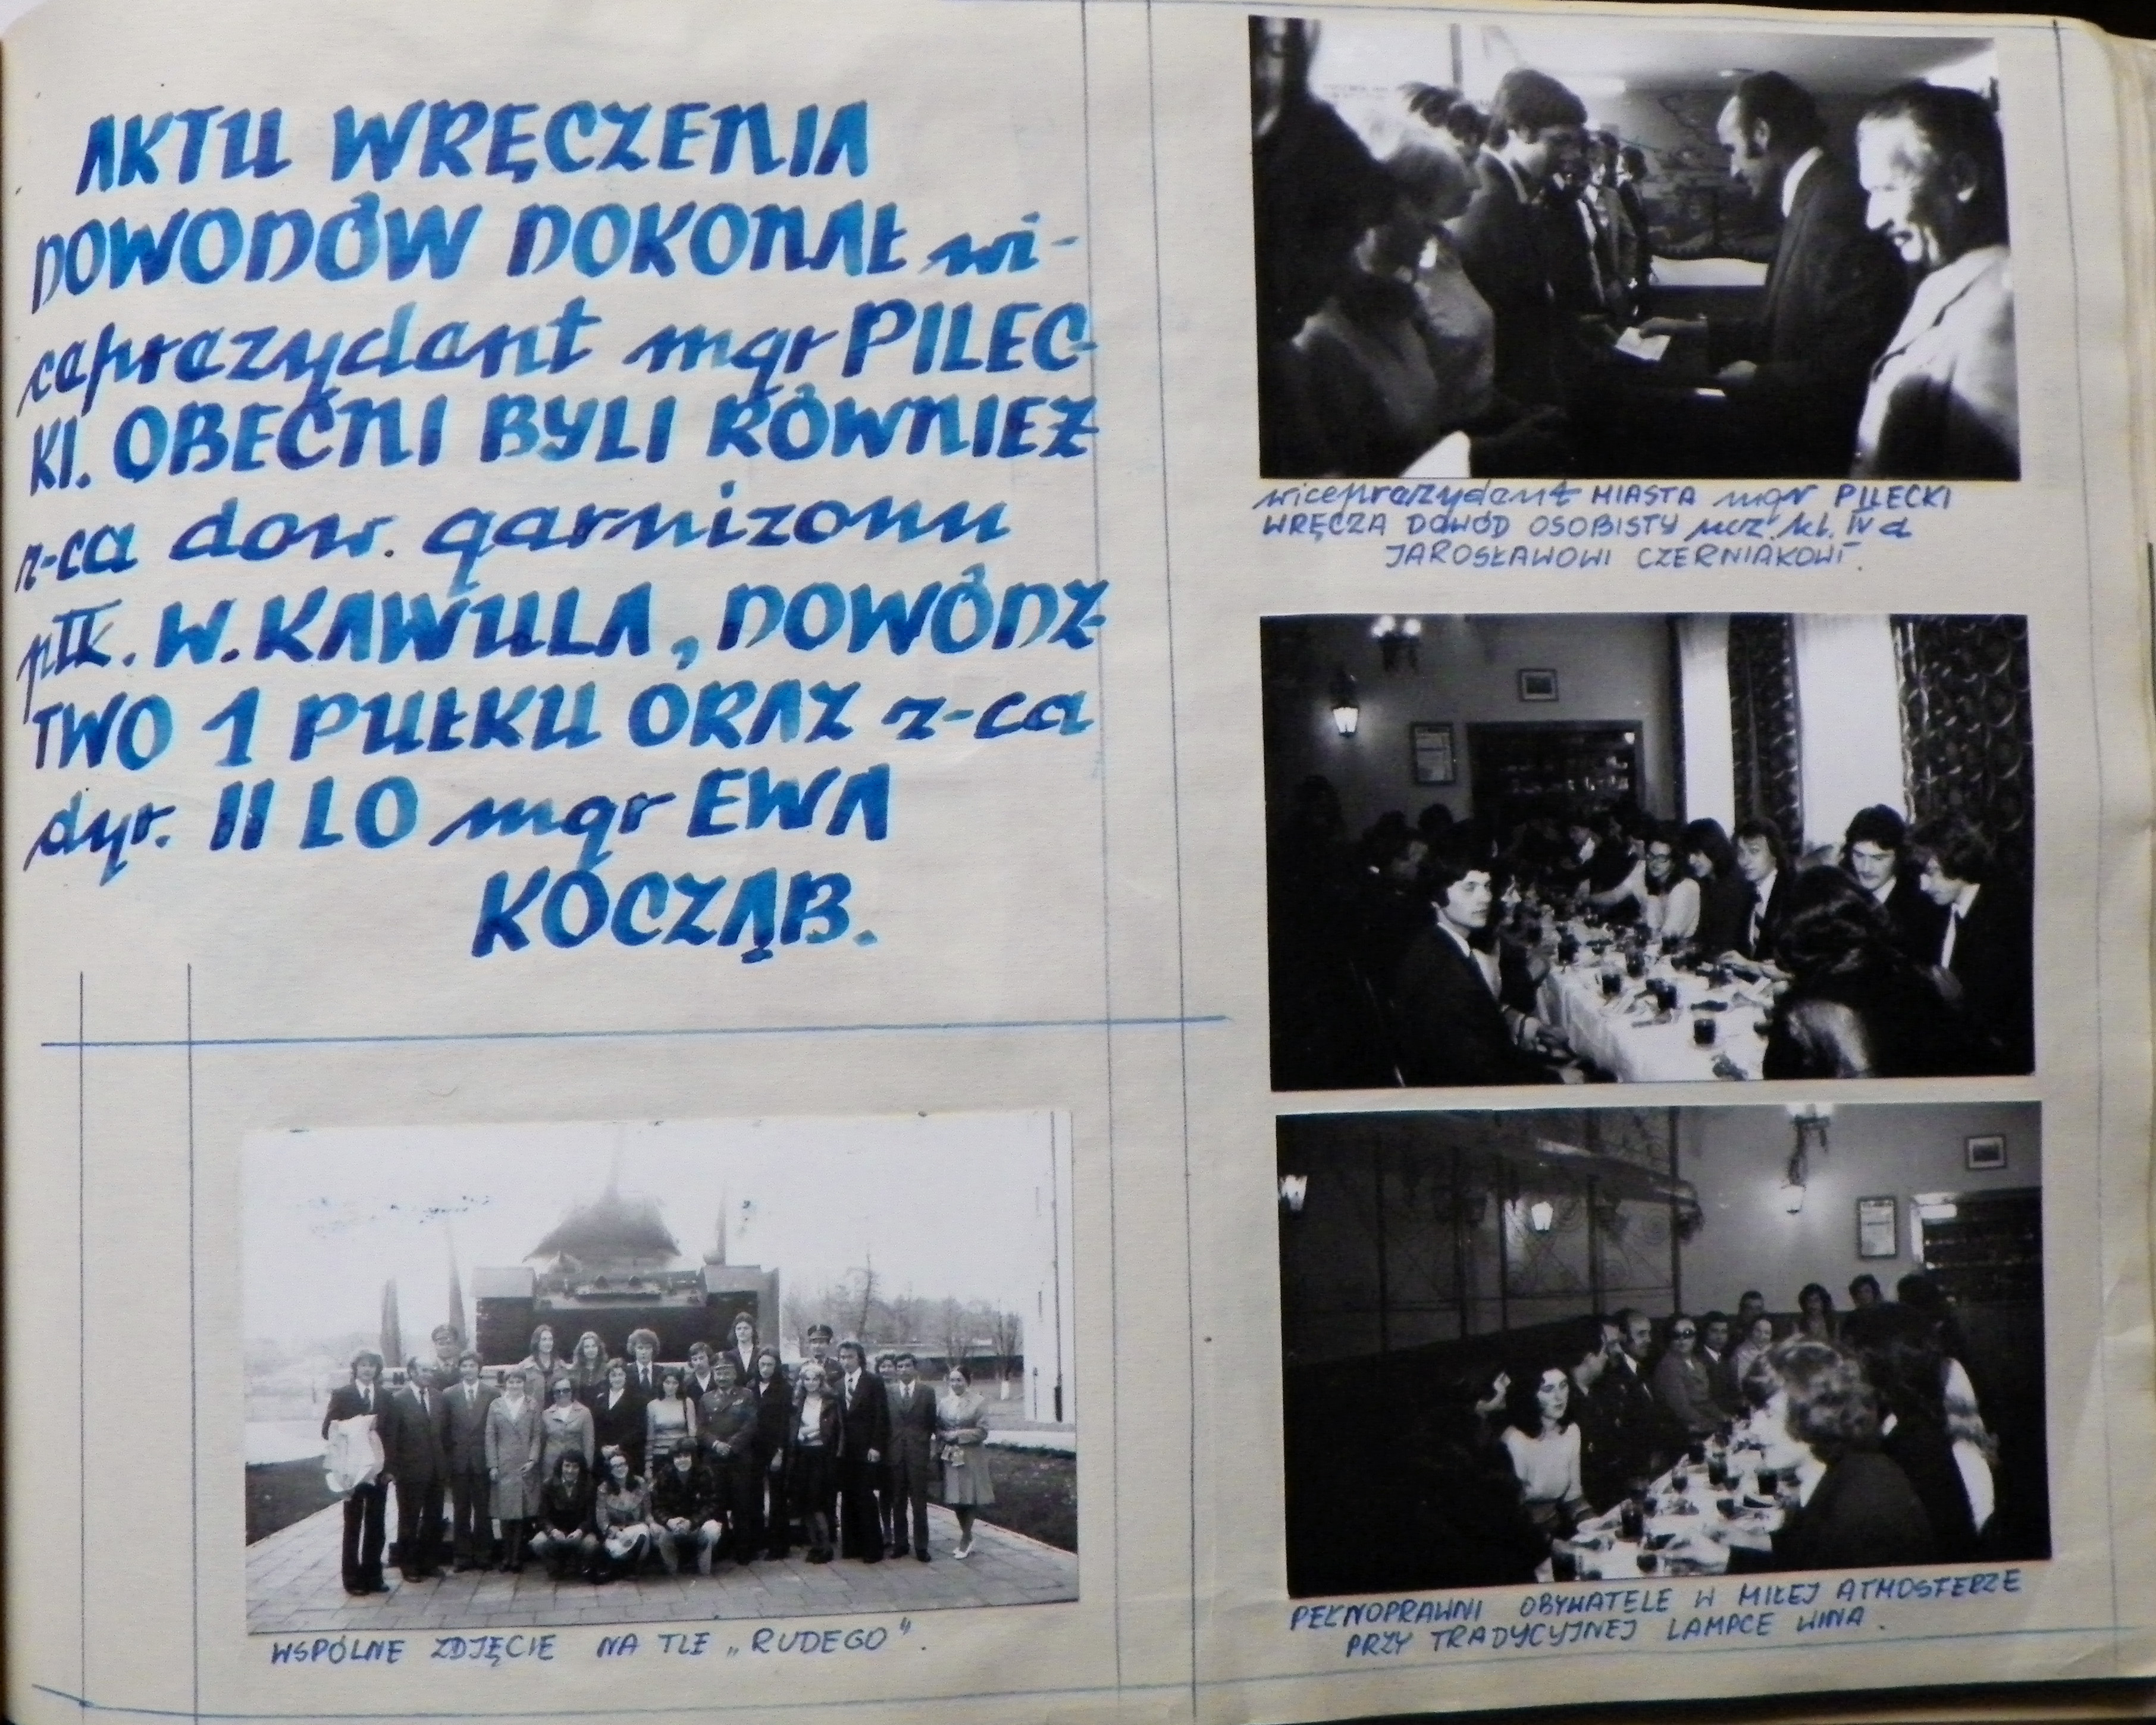 AKTU WRĘCZENIA
DOWODÓW DOKONAŁ wi-
ceprezydent mgr PILEC-
KI. OBECNI BYLI RÓWNIEŻ
z-ca dow. garnizonu
płk. W. KAWULA, DOWÓDZ-
TWO 1 PUŁKU ORAZ z-ca
dyr. II LO mgr EWA
KOCZĄB.
WSPÓLNE ZDJĘCIE NA TLE „RUDEGO".
wiceprezydent MIASTA mgr PILECKI
WRĘCZA DOWÓD OSOBISTY ucz. kl. IV d
JAROSŁAWOWI CZERNIAKOWI.
PEŁNOPRAWNI OBYWATELE W MIŁEJ ATMOSFERZE
PRZY TRADYCYJNEJ LAMPCE WINA.